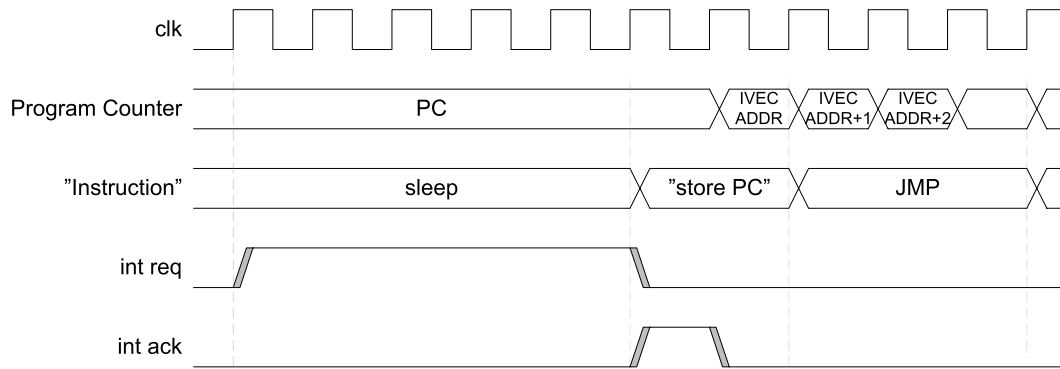 clk
Program Counter
PC
IVEC
ADDR
IVEC
ADDR+1
IVEC
ADDR+2
”Instruction”
sleep
”store PC”
JMP
int req
int ack